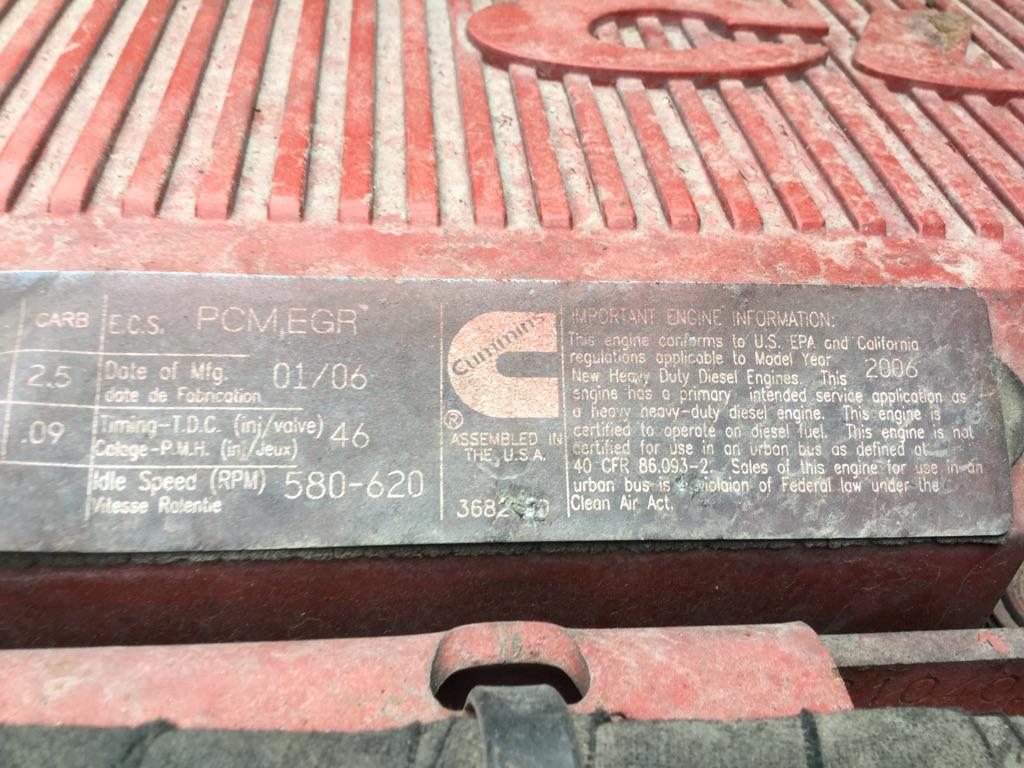 CARB
2.5
.09
E.C.S. PCM,EGR
Date of Mfg. 01/06
date de Fabrication
Timing-T.D.C. (inj/valve) 46
Calage-P.M.H. (inj/Jeux)
Idle Speed (RPM) 580-620
Vitesse Ralentie
Cummins
®
ASSEMBLED IN
THE U.S.A.
IMPORTANT ENGINE INFORMATION:
This engine conforms to U.S. EPA and California
regulations applicable to Model Year 2006
New Heavy Duty Diesel Engines. This
engine has a primary intended service application as
a heavy heavy-duty diesel engine. This engine is
certified to operate on diesel fuel. This engine is not
certified for use in an urban bus as defined at
40 CFR 86.093-2. Sales of this engine for use in an
urban bus is a violaion of Federal law under the
Clean Air Act.